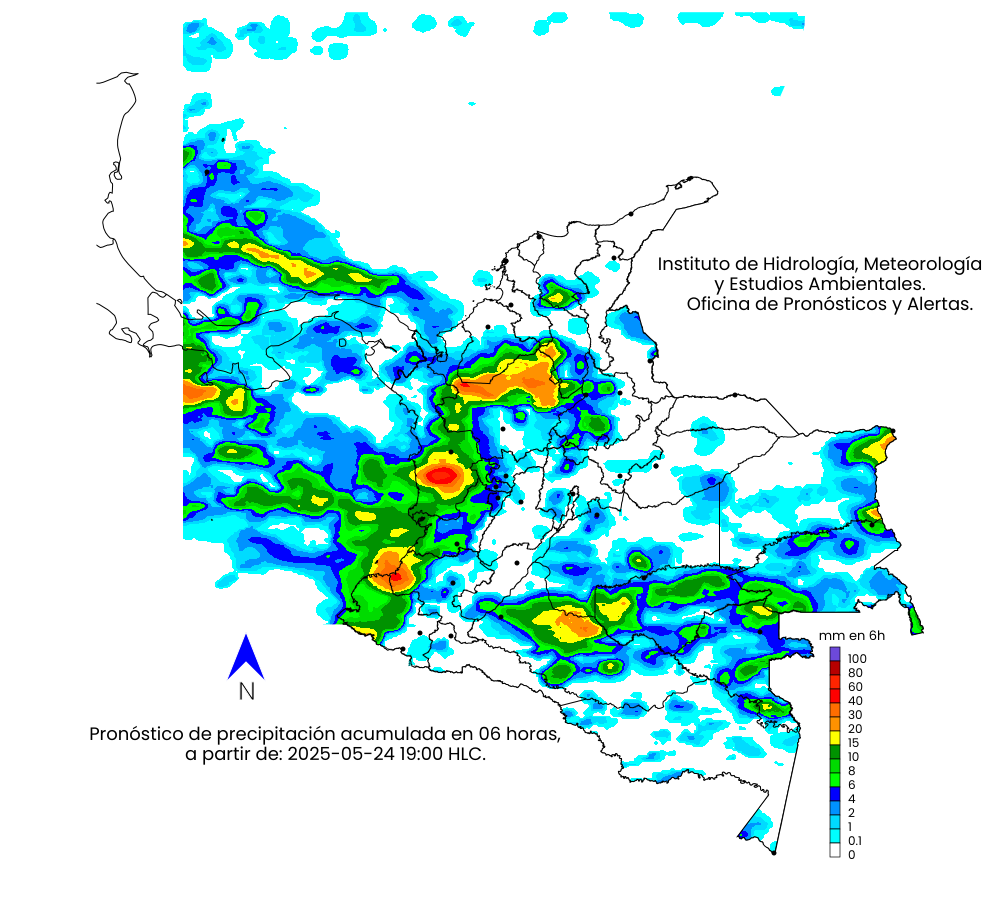 Instituto de Hidrología, Meteorología
y Estudios Ambientales.
Oficina de Pronósticos y Alertas.
mm en 6h
100
80
60
40
30
20
15
10
8
6
4
2
1
0.1
0
N
Pronóstico de precipitación acumulada en 06 horas,
a partir de: 2025-05-24 19:00 HLC.